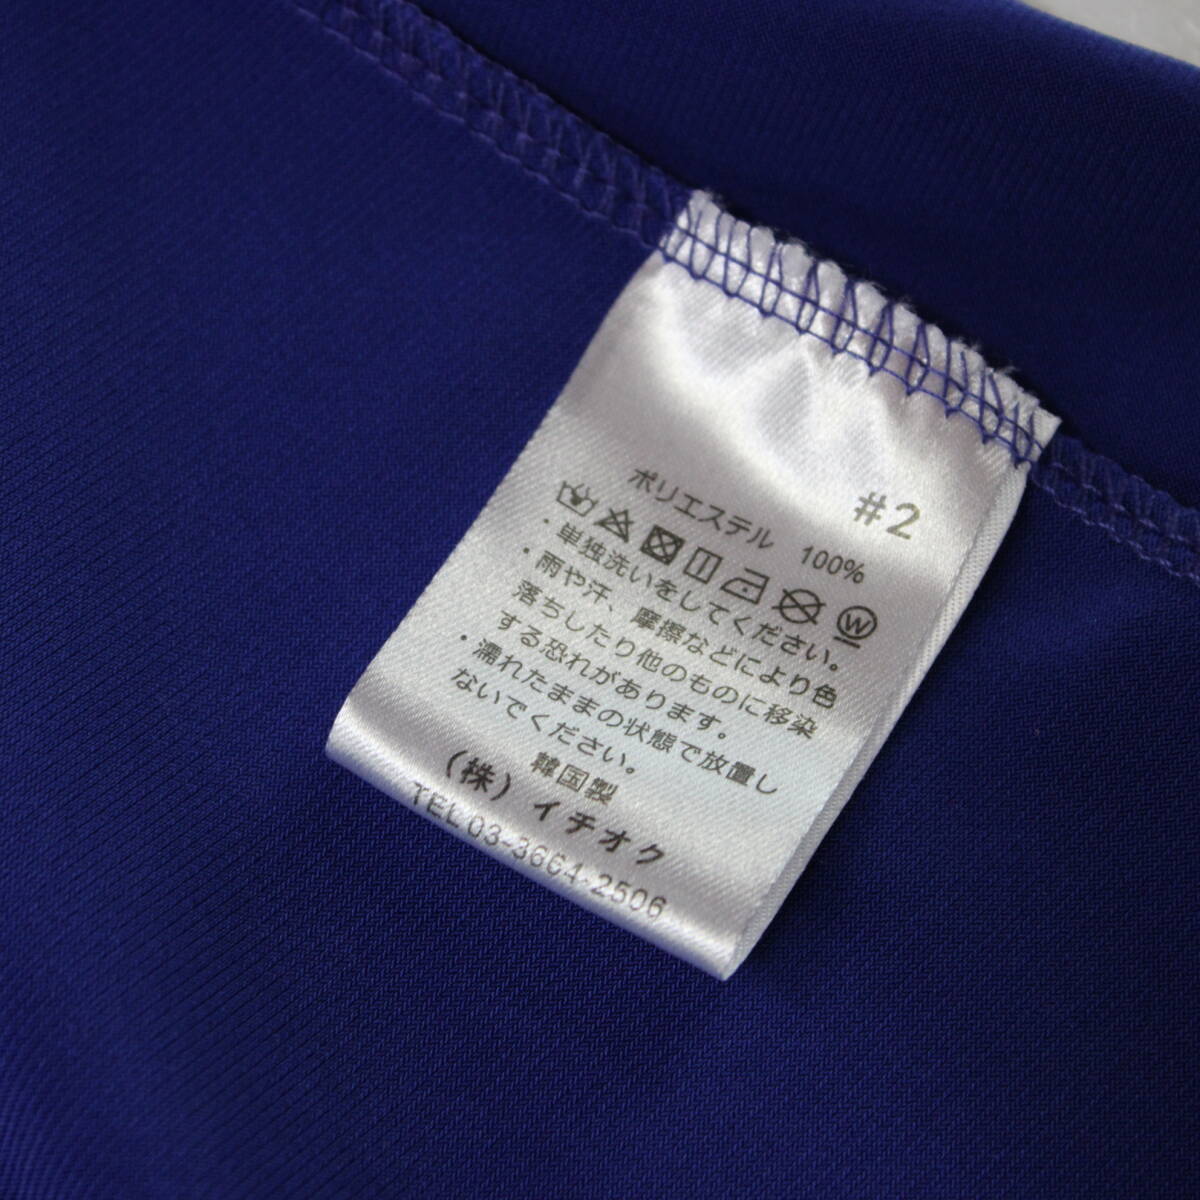 #2
ポリエステル 100%
W
・単独洗いをしてください。
・雨や汗、摩擦などにより色
落ちしたり他のものに移染
する恐れがあります。
・濡れたままの状態で放置し
ないでください。
韓国製
（株）イチオク
TEL 03-3664-2506